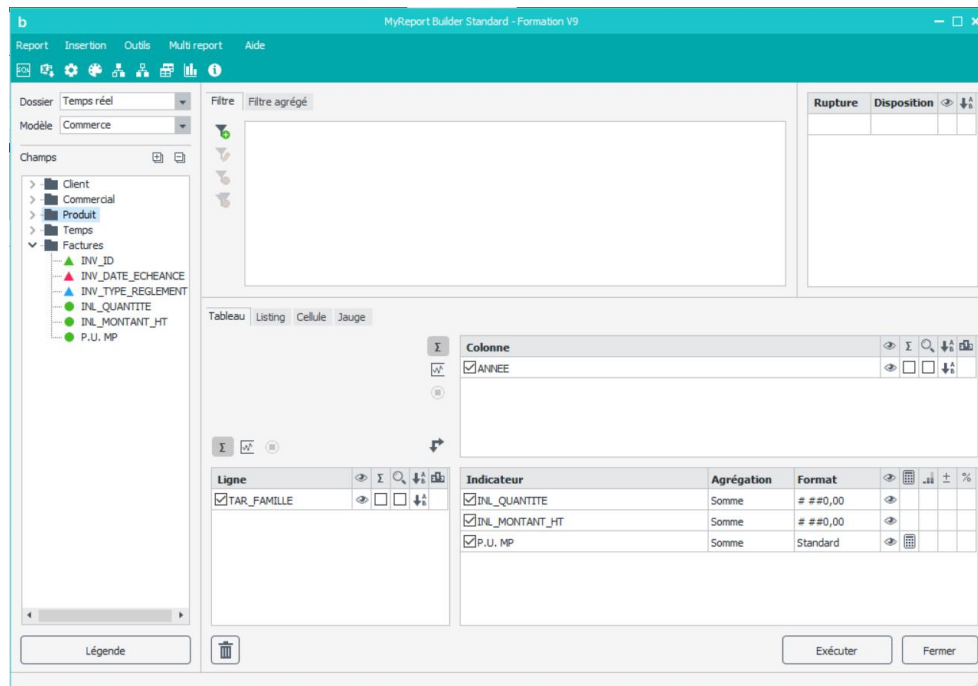 b MyReport Builder Standard - Formation V9
Report Insertion Outils Multi report Aide
Dossier Temps réel
Modèle Commerce
Champs
Client
Commercial
Produit
Temps
Factures
INV_ID
INV_DATE_ECHEANCE
INV_TYPE_REGLEMENT
INL_QUANTITE
INL_MONTANT_HT
P.U. MP
Légende
Filtre Filtre agrégé
Rupture Disposition
Tableau Listing Cellule Jauge
Σ
Colonne Σ
ANNEE
Σ
Ligne Σ
TAR_FAMILLE
Indicateur Agrégation Format ± %
INL_QUANTITE Somme # ##0,00
INL_MONTANT_HT Somme # ##0,00
P.U. MP Somme Standard
Exécuter Fermer